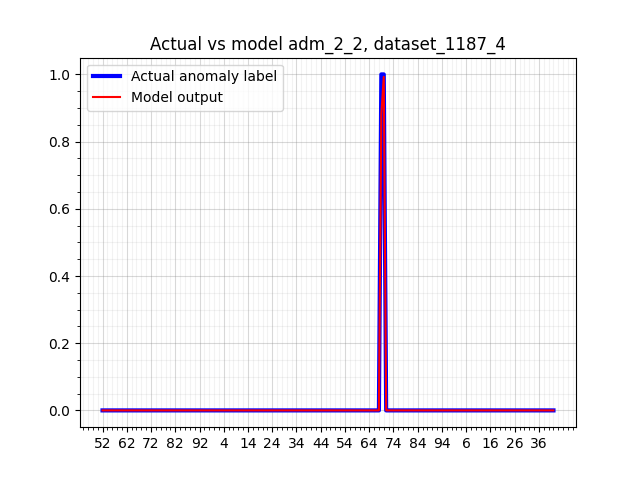 Actual vs model adm_2_2, dataset_1187_4
Actual anomaly label
Model output
1.0
0.8
0.6
0.4
0.2
0.0
52 62 72 82 92 4 14 24 34 44 54 64 74 84 94 6 16 26 36